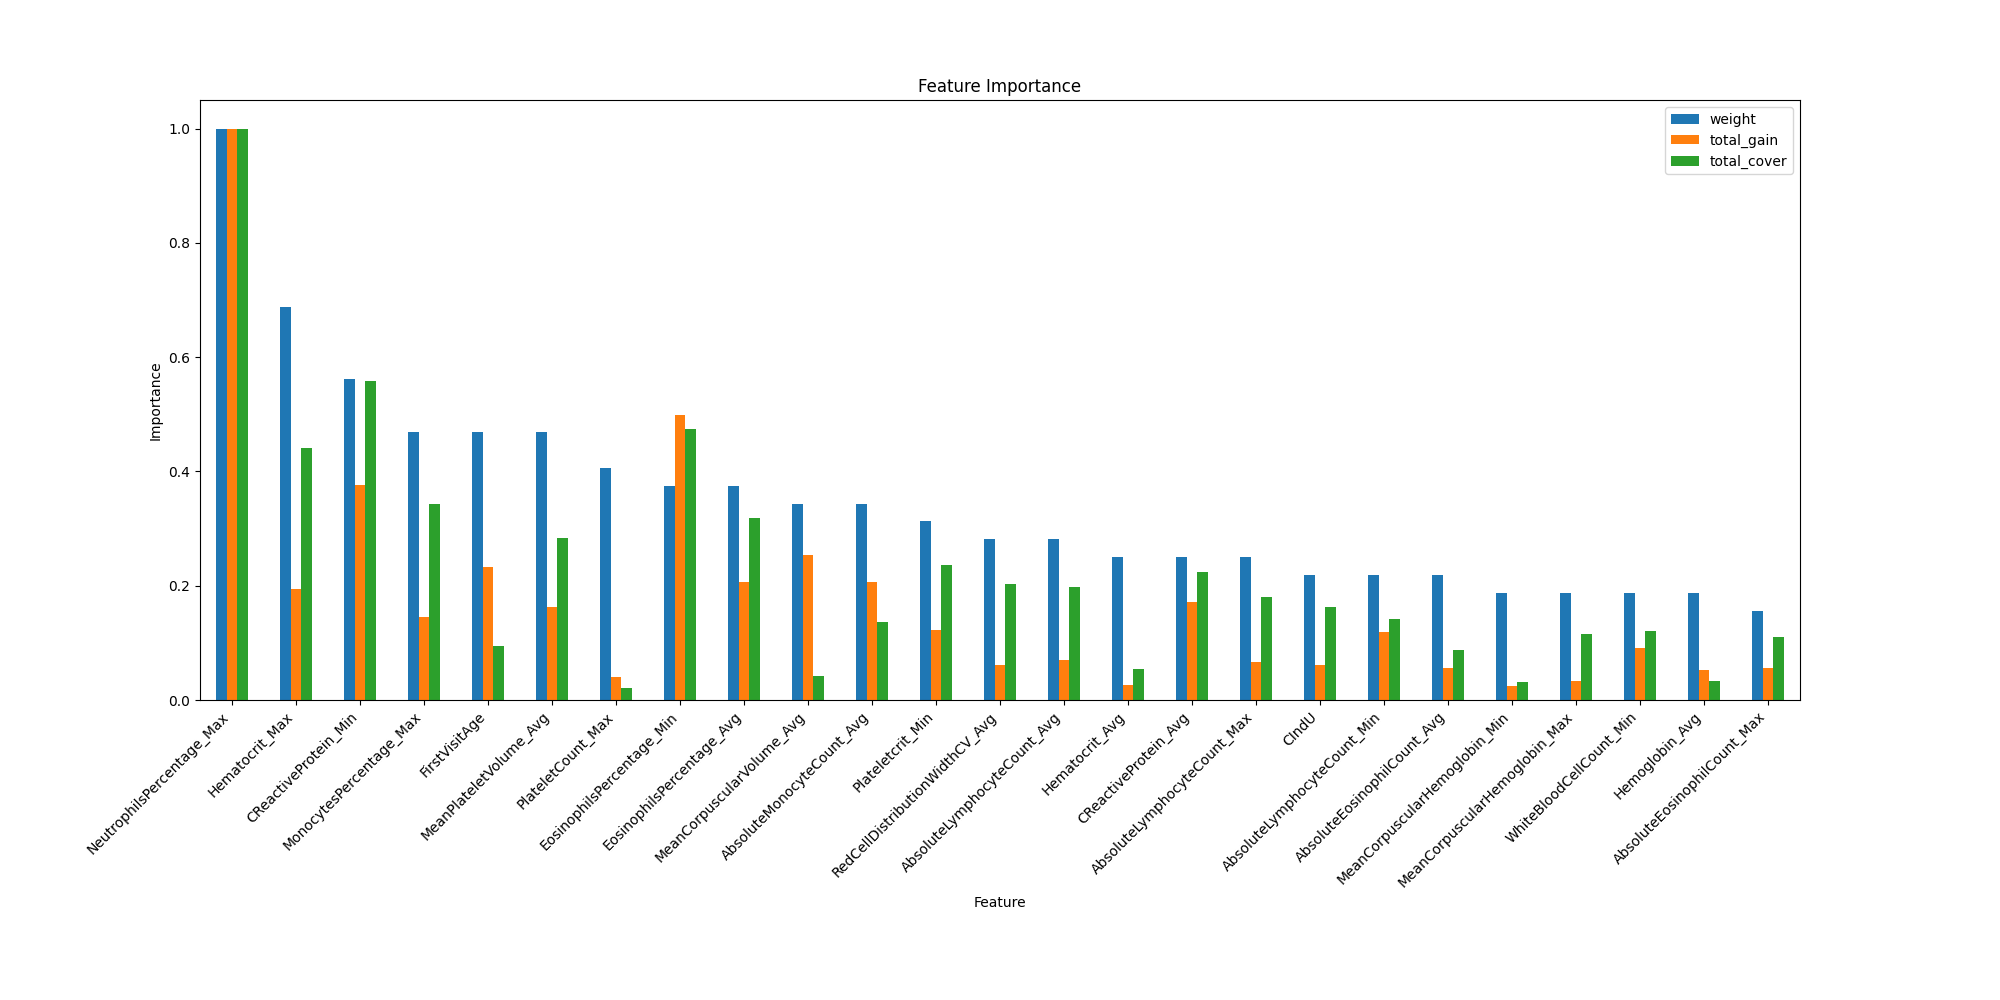 Feature Importance
weight
total_gain
total_cover
Importance
1.0
0.8
0.6
0.4
0.2
0.0
NeutrophilsPercentage_Max
Hematocrit_Max
CReactiveProtein_Min
MonocytesPercentage_Max
FirstVisitAge
MeanPlateletVolume_Avg
PlateletCount_Max
EosinophilsPercentage_Min
EosinophilsPercentage_Avg
MeanCorpuscularVolume_Avg
AbsoluteMonocyteCount_Avg
Plateletcrit_Min
RedCellDistributionWidthCV_Avg
AbsoluteLymphocyteCount_Avg
Hematocrit_Avg
CReactiveProtein_Avg
AbsoluteLymphocyteCount_Max
CIndU
AbsoluteLymphocyteCount_Min
AbsoluteEosinophilCount_Avg
MeanCorpuscularHemoglobin_Min
MeanCorpuscularHemoglobin_Max
WhiteBloodCellCount_Min
Hemoglobin_Avg
AbsoluteEosinophilCount_Max
Feature